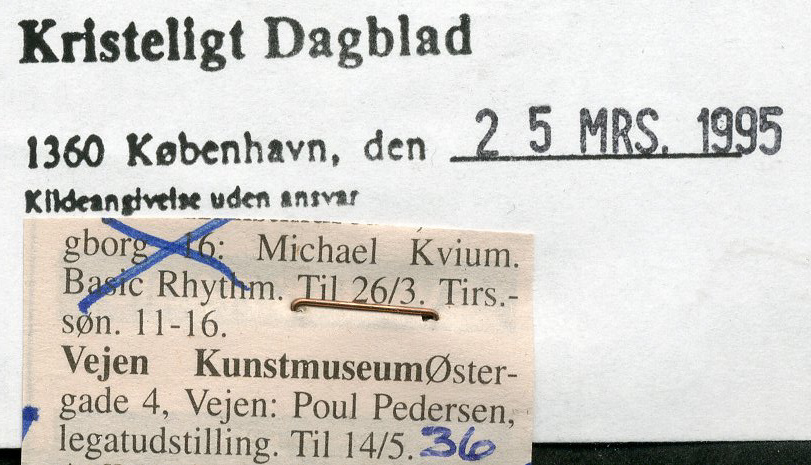 Kristeligt Dagblad
1360 København, den 25 MRS. 1995
Kildeangivelse uden ansvar
gborg 16: Michael Kvium.
Basic Rhythm. Til 26/3. Tirs.-
søn. 11-16.
Vejen KunstmuseumØster-
gade 4, Vejen: Poul Pedersen,
legatudstilling. Til 14/5. 36